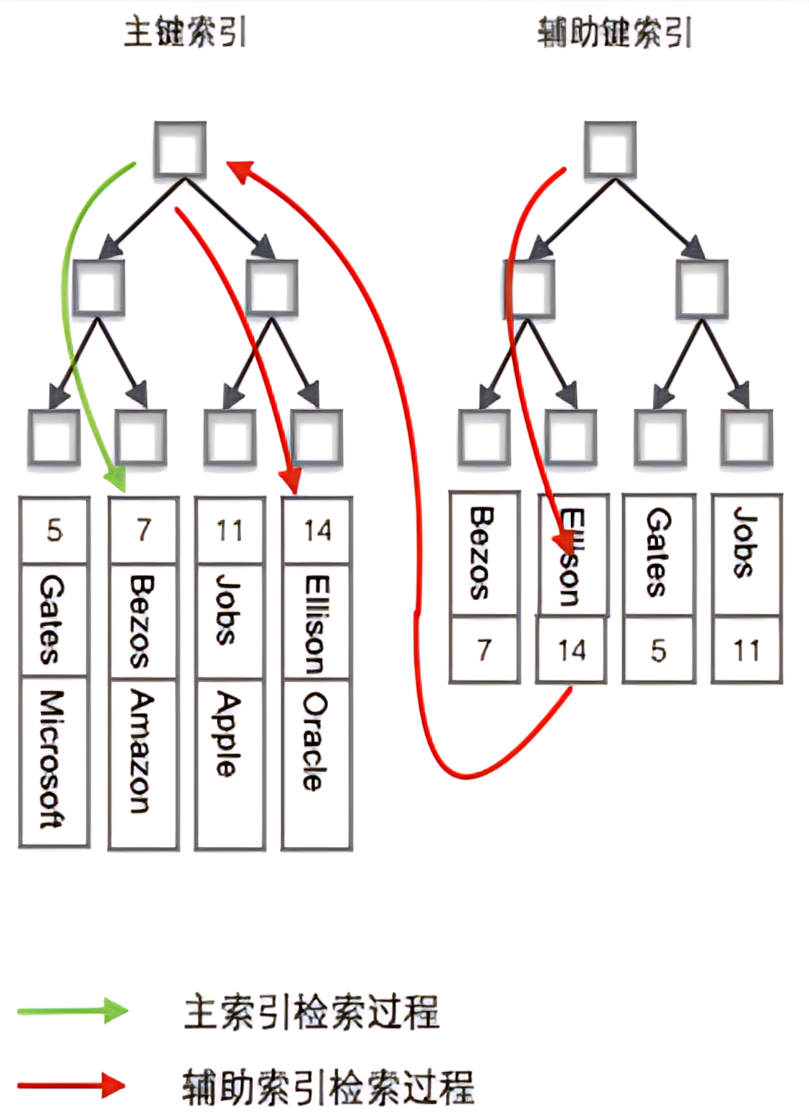 主键索引
辅助键索引
5
Gates
Microsoft
7
Bezos
Amazon
11
Jobs
Apple
14
Ellison
Oracle
Bezos
7
Ellison
14
Gates
5
Jobs
11
主索引检索过程
辅助索引检索过程